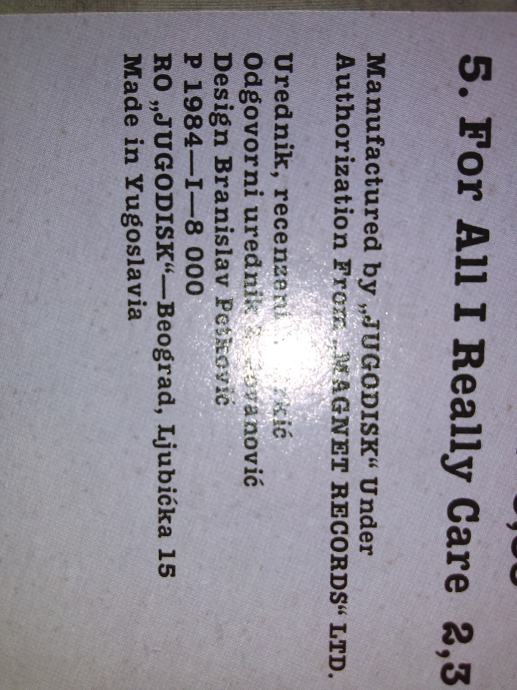 5. For All I Really Care 2,3
Manufactured by „JUGODISK“ Under
Authorization From „MAGNET RECORDS“ LTD.
Urednik, recenzent
Odgovorni urednik
Design Branislav Petković
P 1984—I—8 000
RO „JUGODISK“—Beograd, Ljubićka 15
Made in Yugoslavia